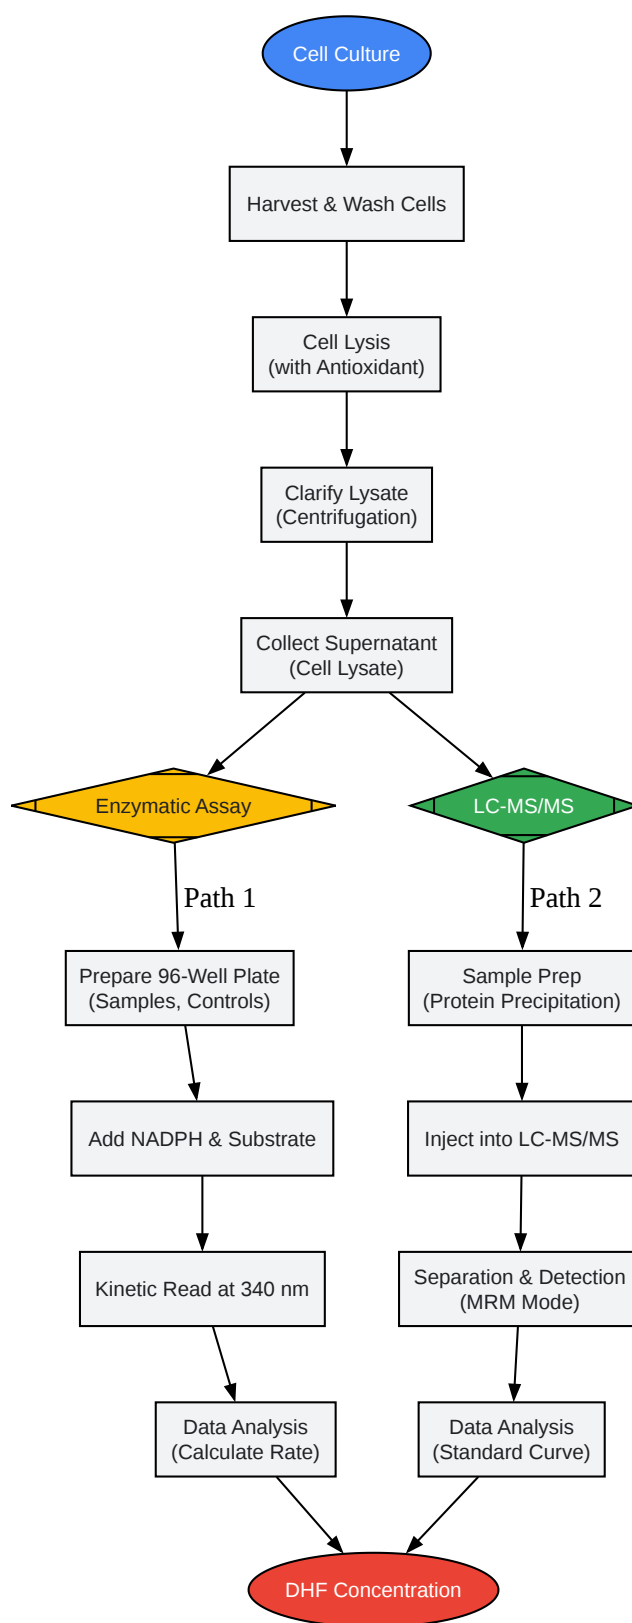 Cell Culture
Harvest & Wash Cells
Cell Lysis
(with Antioxidant)
Clarify Lysate
(Centrifugation)
Collect Supernatant
(Cell Lysate)
Enzymatic Assay
LC-MS/MS
Path 1
Path 2
Prepare 96-Well Plate
(Samples, Controls)
Sample Prep
(Protein Precipitation)
Add NADPH & Substrate
Inject into LC-MS/MS
Kinetic Read at 340 nm
Separation & Detection
(MRM Mode)
Data Analysis
(Calculate Rate)
Data Analysis
(Standard Curve)
DHF Concentration